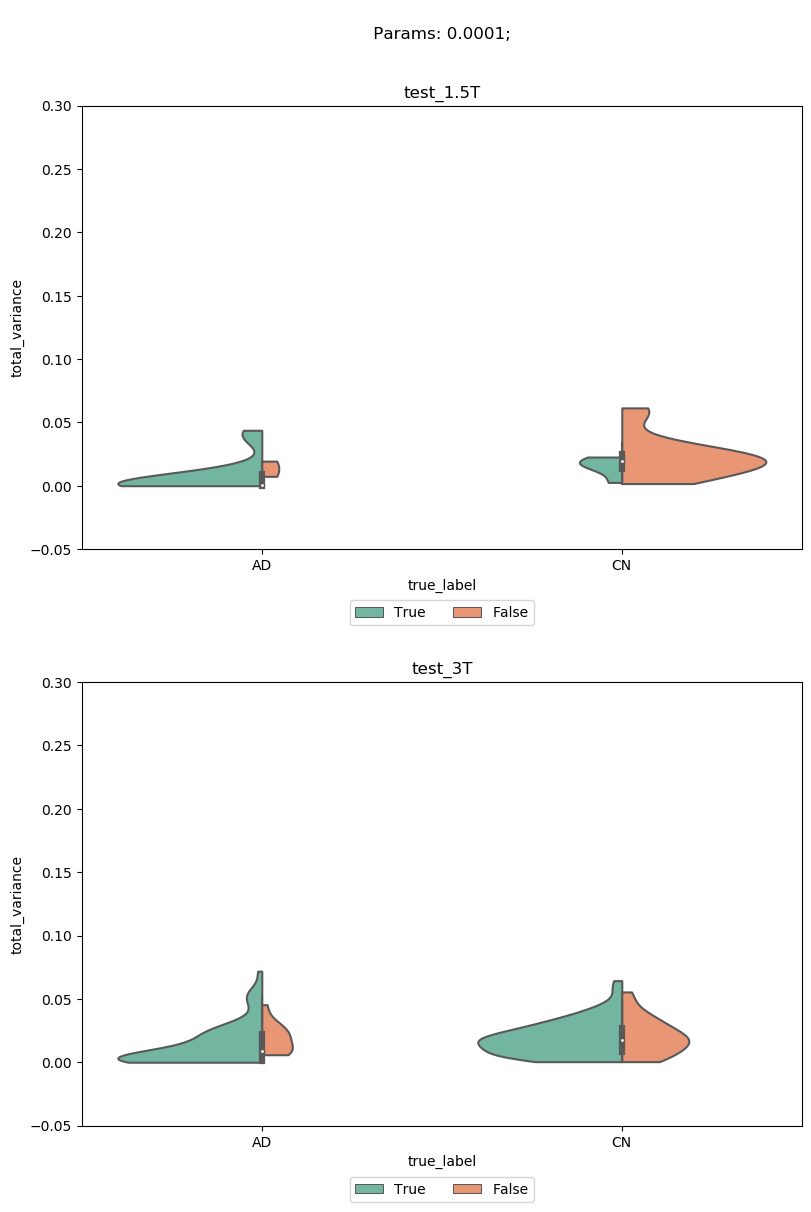 Params: 0.0001;
test_1.5T
0.30
0.25
0.20
0.15
0.10
0.05
0.00
−0.05
total_variance
AD CN
true_label
True False
test_3T
0.30
0.25
0.20
0.15
0.10
0.05
0.00
−0.05
total_variance
AD CN
true_label
True False